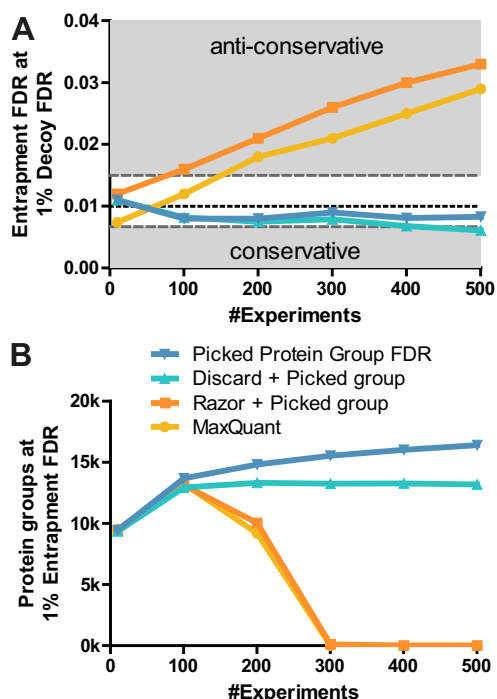 A
Entrapment FDR at
1% Decoy FDR
0.04
0.03
0.02
0.01
0.00
anti-conservative
conservative
0 100 200 300 400 500
#Experiments
B
Picked Protein Group FDR
Discard + Picked group
Razor + Picked group
MaxQuant
Protein groups at
1% Entrapment FDR
20k
15k
10k
5k
0k
0 100 200 300 400 500
#Experiments